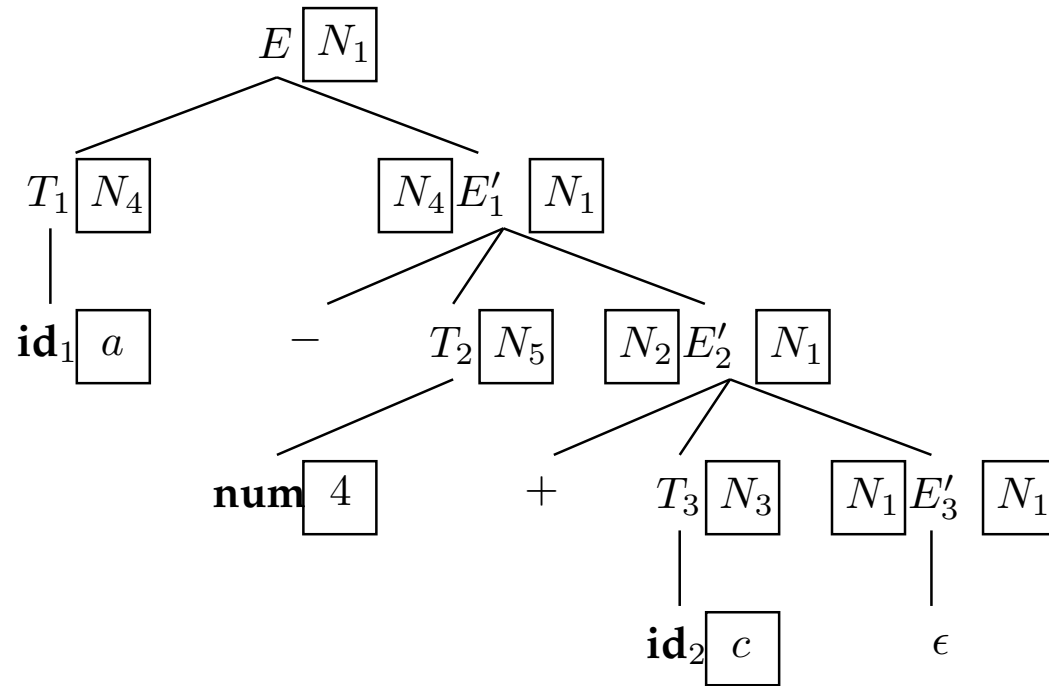 E N₁
T₁ N₄ N₄ E′₁ N₁
id₁ a − T₂ N₅ N₂ E′₂ N₁
num 4 + T₃ N₃ N₁ E′₃ N₁
id₂ c ϵ